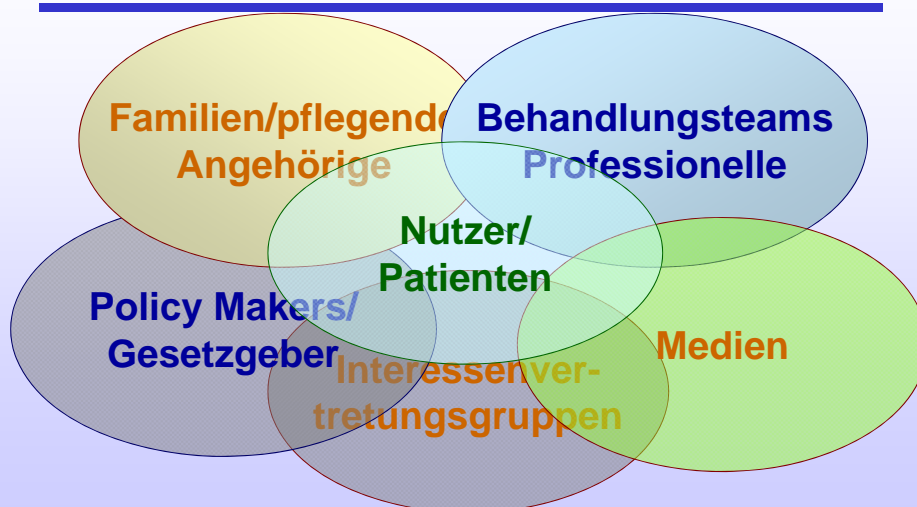 Familien/pflegende
Angehörige
Behandlungsteams
Professionelle
Nutzer/
Patienten
Policy Makers/
Gesetzgeber
Medien
Interessenver-
tretungsgruppen